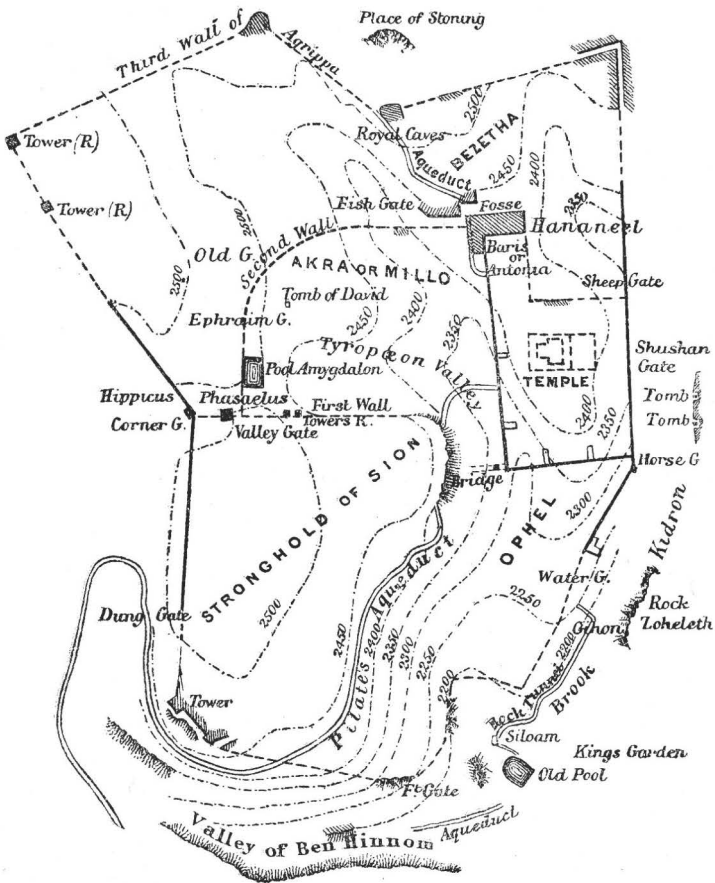 Place of Stoning
Third Wall of
Agrippa
2500
BEZETHA
Royal Caves
Aqueduct
2450
2400
Tower (R)
Tower (R)
Fish Gate
Fosse
2350
Hananeel
Old G.
2500
Second Wall
Baris
or
Antonia
AKRA OR MILLO
2500
Sheep Gate
Tomb of David
2450
2400
2350
Ephraim G.
Tyropœon Valley
Shushan
Gate
Pool Amygdalon
TEMPLE
Hippicus
Phasaelus
First Wall
Tomb
Tomb
2400
2350
Corner G.
Valley Gate
Towers R.
Horse G
Bridge
STRONGHOLD OF SION
OPHEL
2300
Kidron
Water G.
2250
Rock
Zoheleth
Dung Gate
2500
2450
Pilate's Aqueduct
2400
2350
2300
2250
2200
Gihon
2200
Rock Tunnel
Brook
Tower
Siloam
Kings Garden
Old Pool
Ft Gate
Aqueduct
Valley of Ben Hinnom